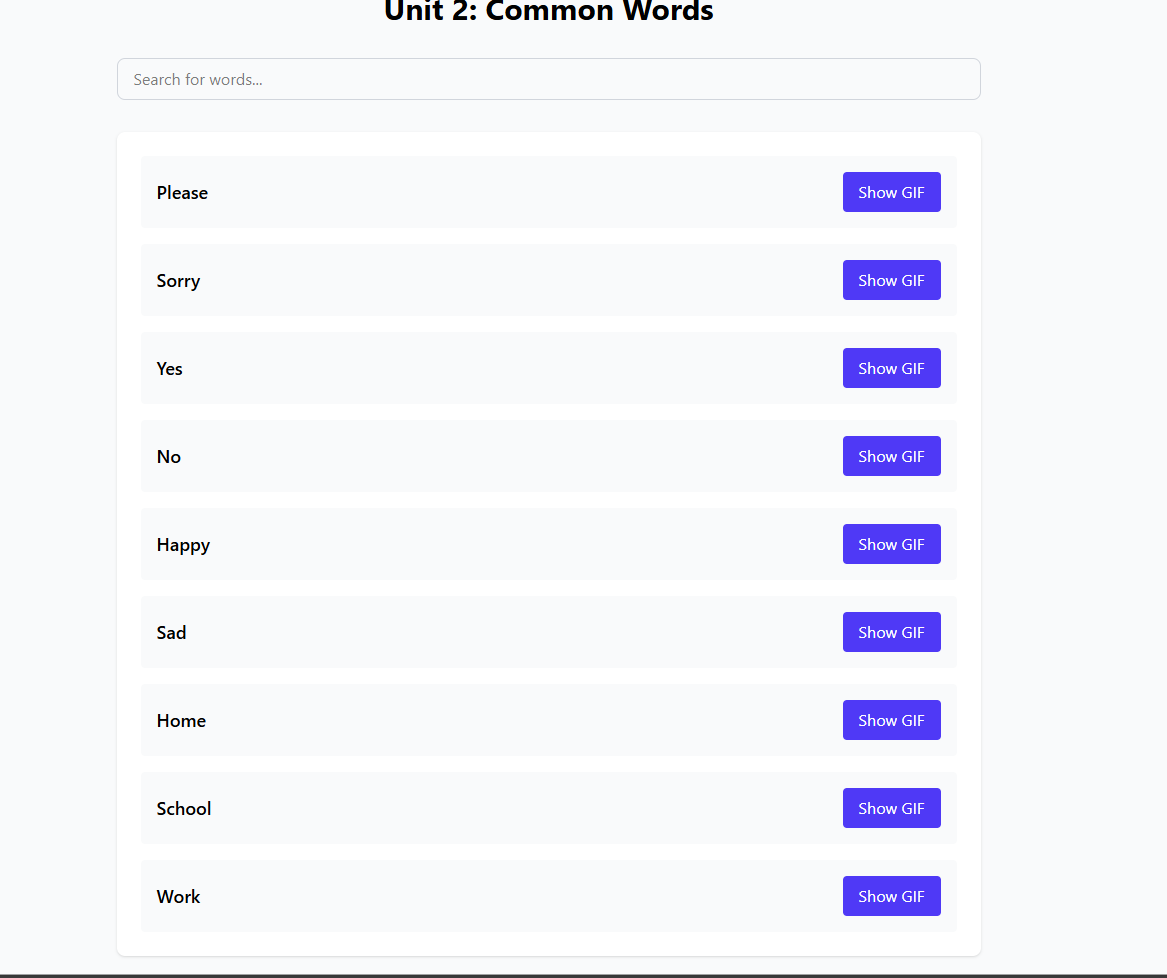 Unit 2: Common Words
Search for words...
Please Show GIF
Sorry Show GIF
Yes Show GIF
No Show GIF
Happy Show GIF
Sad Show GIF
Home Show GIF
School Show GIF
Work Show GIF